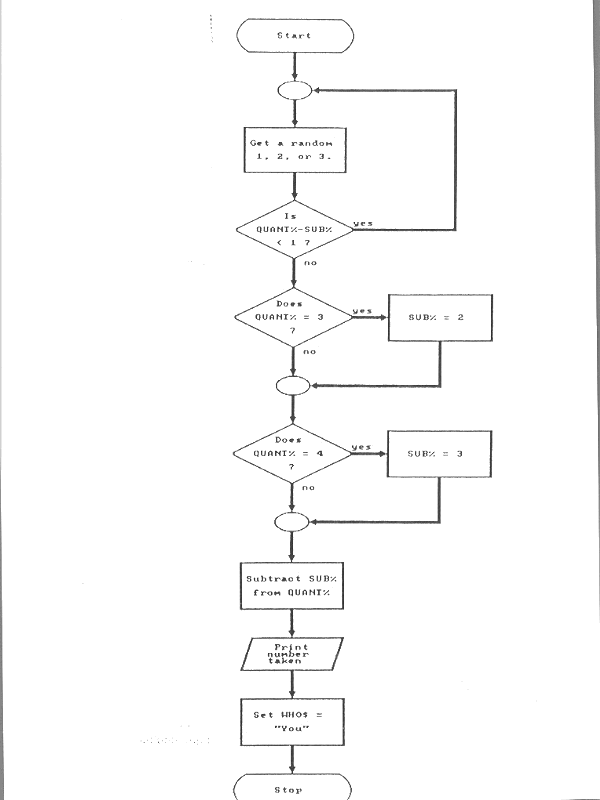 Start
Get a random
1, 2, or 3.
Is
QUANT%-SUB%
< 1 ?
yes
no
Does
QUANT% = 3
?
yes
SUB% = 2
no
Does
QUANT% = 4
?
yes
SUB% = 3
no
Subtract SUB%
from QUANT%
Print
number
taken
Set WHO$ =
"You"
Stop